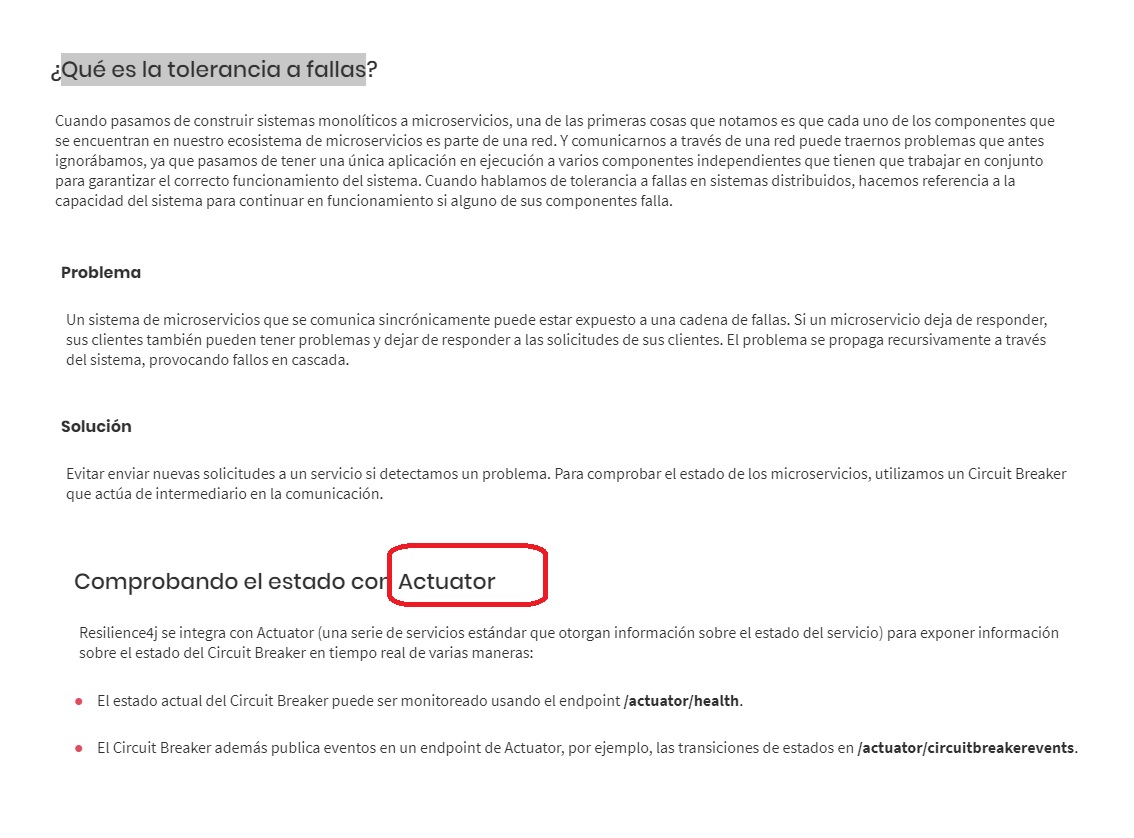 ¿Qué es la tolerancia a fallas?
Cuando pasamos de construir sistemas monolíticos a microservicios, una de las primeras cosas que notamos es que cada uno de los componentes que
se encuentran en nuestro ecosistema de microservicios es parte de una red. Y comunicarnos a través de una red puede traernos problemas que antes
ignorábamos, ya que pasamos de tener una única aplicación en ejecución a varios componentes independientes que tienen que trabajar en conjunto
para garantizar el correcto funcionamiento del sistema. Cuando hablamos de tolerancia a fallas en sistemas distribuidos, hacemos referencia a la
capacidad del sistema para continuar en funcionamiento si alguno de sus componentes falla.
Problema
Un sistema de microservicios que se comunica sincrónicamente puede estar expuesto a una cadena de fallas. Si un microservicio deja de responder,
sus clientes también pueden tener problemas y dejar de responder a las solicitudes de sus clientes. El problema se propaga recursivamente a través
del sistema, provocando fallos en cascada.
Solución
Evitar enviar nuevas solicitudes a un servicio si detectamos un problema. Para comprobar el estado de los microservicios, utilizamos un Circuit Breaker
que actúa de intermediario en la comunicación.
Comprobando el estado con Actuator
Resilience4j se integra con Actuator (una serie de servicios estándar que otorgan información sobre el estado del servicio) para exponer información
sobre el estado del Circuit Breaker en tiempo real de varias maneras:
● El estado actual del Circuit Breaker puede ser monitoreado usando el endpoint /actuator/health.
● El Circuit Breaker además publica eventos en un endpoint de Actuator, por ejemplo, las transiciones de estados en /actuator/circuitbreakerevents.